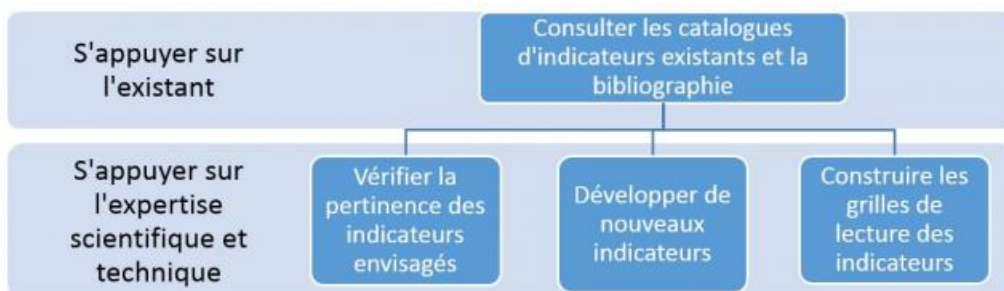 S'appuyer sur
l'existant
Consulter les catalogues
d'indicateurs existants et la
bibliographie
S'appuyer sur
l'expertise
scientifique et
technique
Vérifier la
pertinence des
indicateurs
envisagés
Développer de
nouveaux
indicateurs
Construire les
grilles de
lecture des
indicateurs